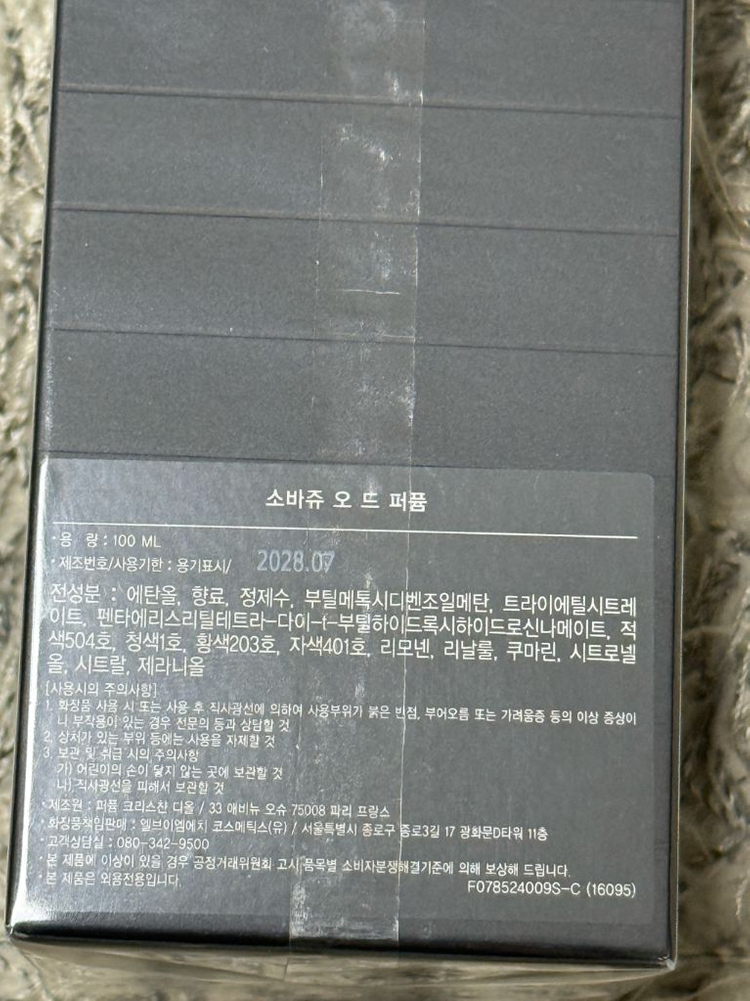 소바쥬 오 드 퍼퓸
·용 량 : 100 ML
·제조번호/사용기한 : 용기표시/ 2028.07
전성분 : 에탄올, 향료, 정제수, 부틸메톡시디벤조일메탄, 트라이에틸시트레
이트, 펜타에리스리틸테트라-다이-t-부틸하이드록시하이드로신나메이트, 적
색504호, 청색1호, 황색203호, 자색401호, 리모넨, 리날룰, 쿠마린, 시트로넬
올, 시트랄, 제라니올
[사용시의 주의사항]
1. 화장품 사용 시 또는 사용 후 직사광선에 의하여 사용부위가 붉은 반점, 부어오름 또는 가려움증 등의 이상 증상이
니 부작용이 있는 경우 전문의 등과 상담할 것
2. 상처가 있는 부위 등에는 사용을 자제할 것
3. 보관 및 취급 시의 주의사항
가) 어린이의 손이 닿지 않는 곳에 보관할 것
나) 직사광선을 피해서 보관할 것
·제조원 : 퍼퓸 크리스챤 디올 / 33 애비뉴 오슈 75008 파리 프랑스
·화장품책임판매 : 엘브이엠에치 코스메틱스(유) / 서울특별시 종로구 종로3길 17 광화문D타워 11층
고객상담실 : 080-342-9500
·본 제품에 이상이 있을 경우 공정거래위원회 고시 품목별 소비자분쟁해결기준에 의해 보상해 드립니다.
·본 제품은 외용전용입니다.
F078524009S-C (16095)